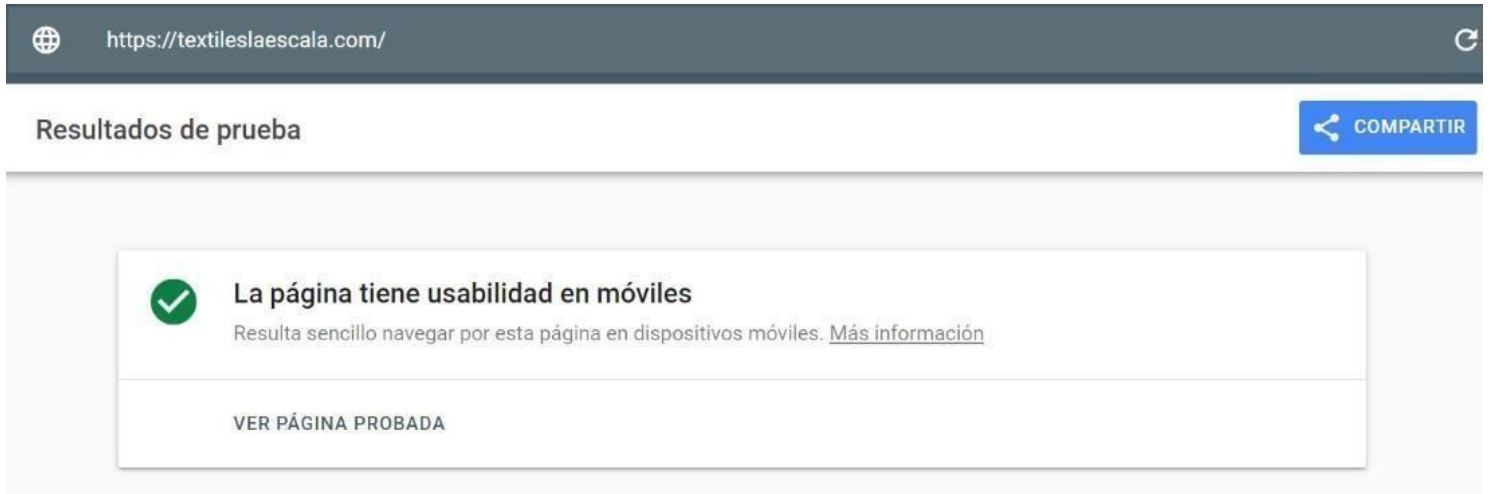 https://textileslaescala.com/
Resultados de prueba
COMPARTIR
La página tiene usabilidad en móviles
Resulta sencillo navegar por esta página en dispositivos móviles. Más información
VER PÁGINA PROBADA